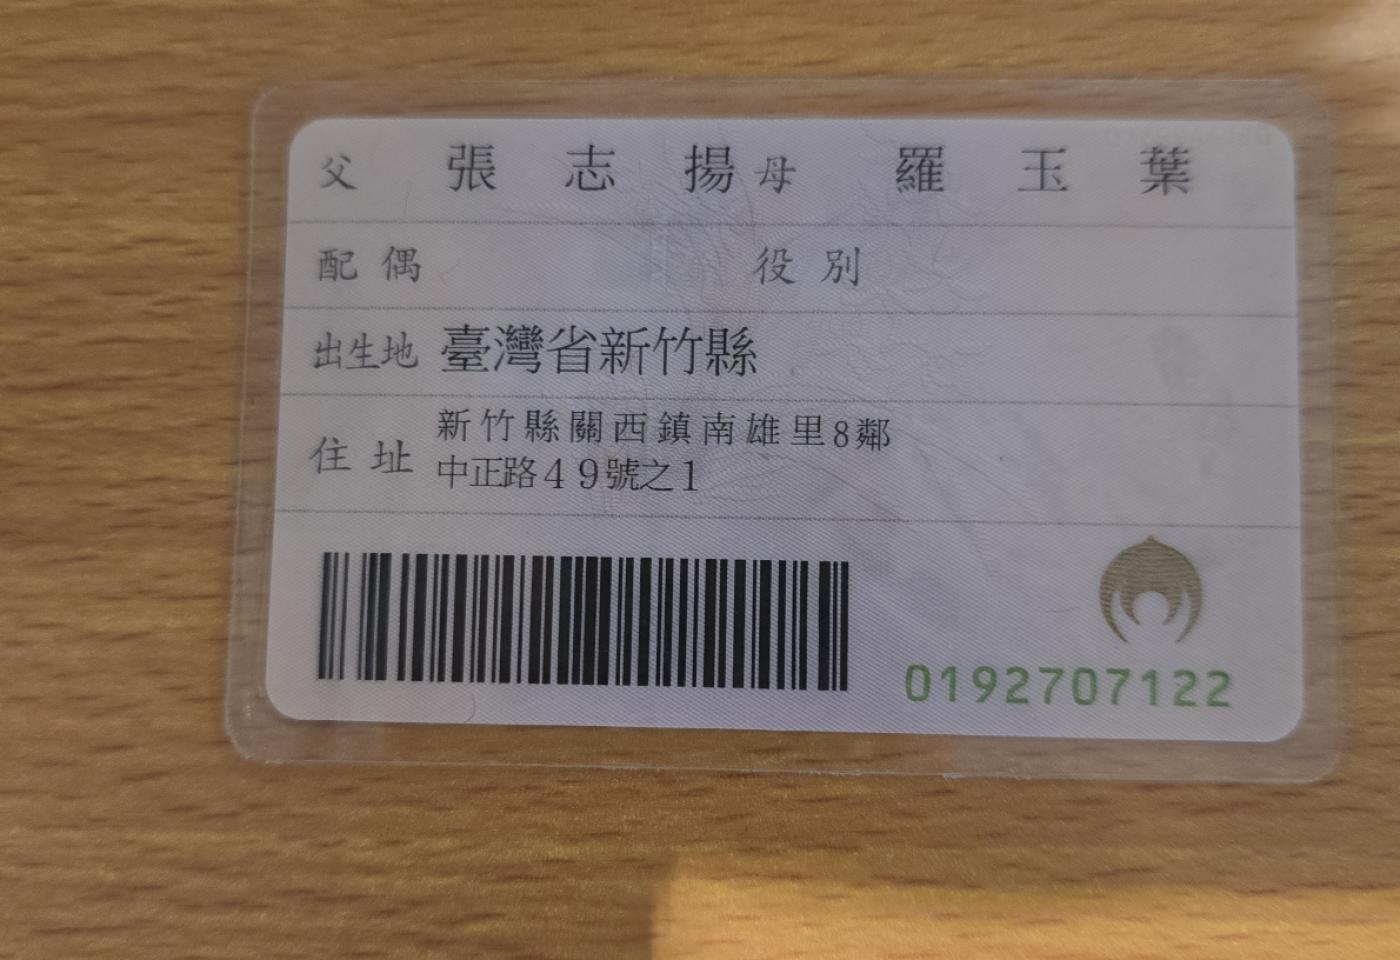 父 張志揚 母 羅玉葉
配偶 役別
出生地 臺灣省新竹縣
住址 新竹縣關西鎮南雄里8鄰
中正路49號之1
0192707122